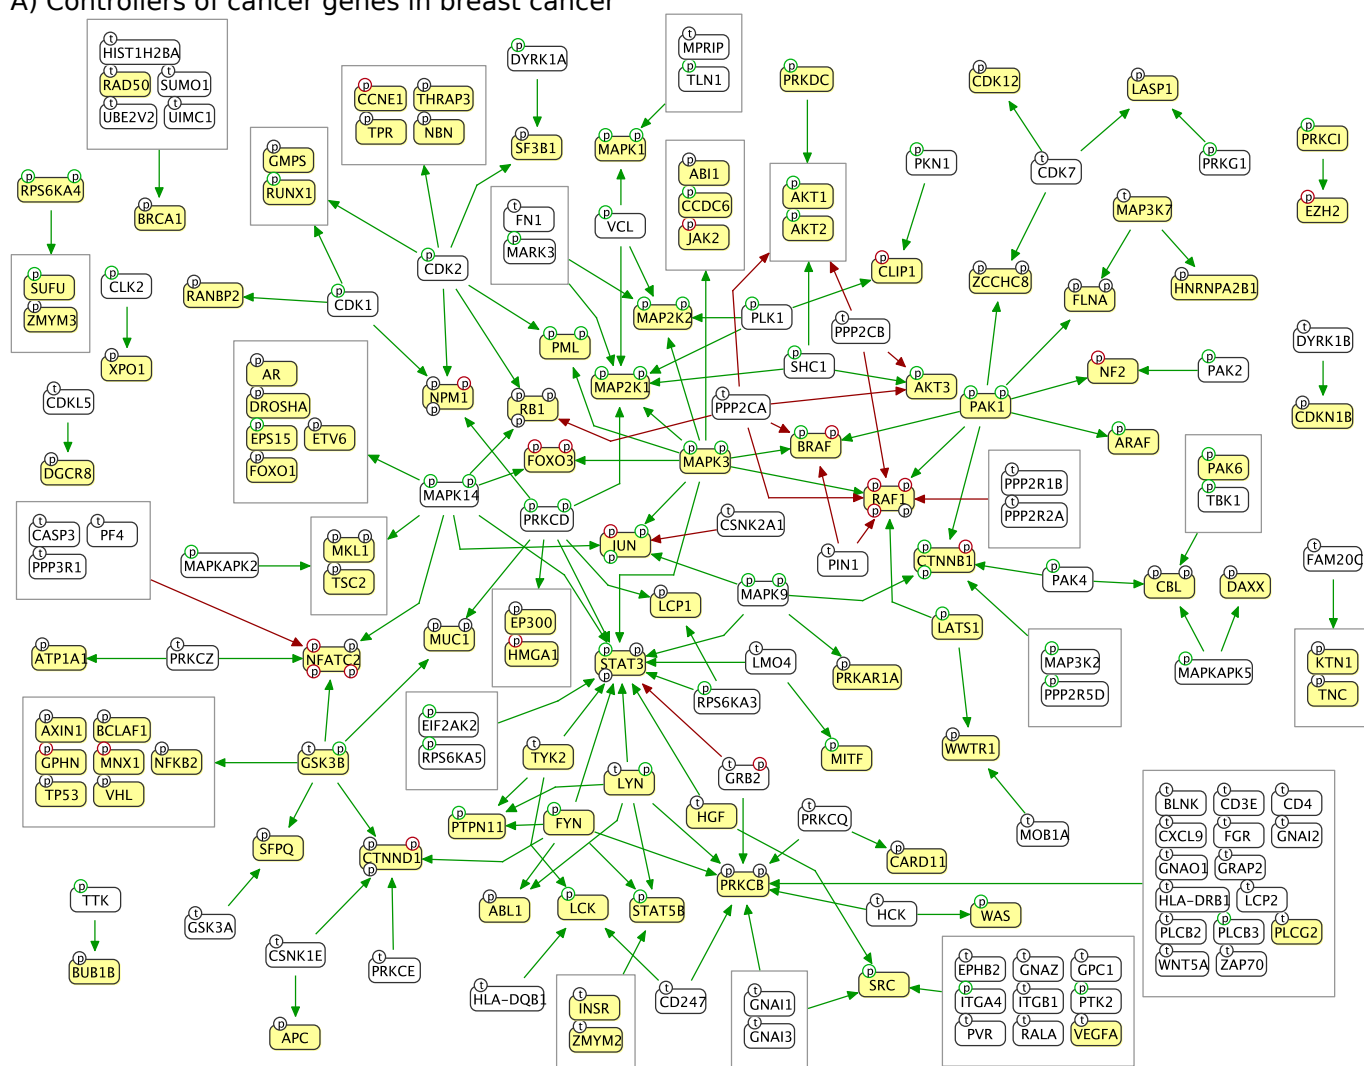 A) Controllers of cancer genes in breast cancer
HIST1H2BA
RAD50 SUMO1
UBE2V2 UIMC1
DYRK1A
MPRIP
TLN1
PRKDC
CDK12
LASP1
CCNE1 THRAP3
TPR NBN
SF3B1
MAPK1
PKN1
CDK7
PRKG1
PRKCI
GMPS
RUNX1
ABI1
CCDC6
JAK2
AKT1
AKT2
RPS6KA4
BRCA1
FN1
MARK3
VCL
MAP3K7
EZH2
SUFU
ZMYM3
CLK2
RANBP2
CDK1
CDK2
CLIP1
ZCCHC8
FLNA
HNRNPA2B1
MAP2K2
PLK1
PPP2CB
PML
XPO1
DYRK1B
AR
DROSHA
EPS15 ETV6
FOXO1
MAP2K1
SHC1
AKT3
NF2
PAK2
CDKL5
NPM1
RB1
PPP2CA
PAK1
CDKN1B
DGCR8
FOXO3
MAPK3
BRAF
ARAF
MAPK14
RAF1
PPP2R1B
PPP2R2A
PAK6
TBK1
CASP3 PF4
PPP3R1
MKL1
TSC2
PRKCD
CSNK2A1
JUN
PIN1
CTNNB1
FAM20C
MAPKAPK2
PAK4
CBL
DAXX
MAPK9
LCP1
EP300
HMGA1
MUC1
LATS1
ATP1A1
PRKCZ
NFATC2
STAT3
LMO4
PRKAR1A
MAP3K2
PPP2R5D
MAPKAPK5
KTN1
TNC
RPS6KA3
AXIN1 BCLAF1
GPHN MNX1 NFKB2
TP53 VHL
GSK3B
EIF2AK2
RPS6KA5
TYK2
LYN
GRB2
MITF
WWTR1
PTPN11
FYN
HGF
PRKCQ
MOB1A
BLNK CD3E CD4
CXCL9 FGR GNAI2
GNAO1 GRAP2
HLA-DRB1 LCP2
PLCB2 PLCB3 PLCG2
WNT5A ZAP70
SFPQ
CTNND1
CARD11
PRKCB
TTK
GSK3A
ABL1
LCK
STAT5B
HCK
WAS
BUB1B
CSNK1E
PRKCE
HLA-DQB1
INSR
ZMYM2
CD247
GNAI1
GNAI3
SRC
EPHB2 GNAZ GPC1
ITGA4 ITGB1 PTK2
PVR RALA VEGFA
APC